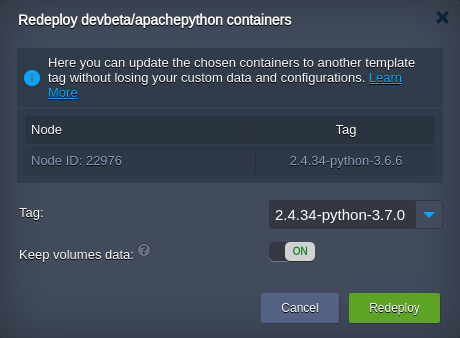 Redeploy devbeta/apachepython containers
Here you can update the chosen containers to another template
tag without losing your custom data and configurations. Learn
More
Node Tag
Node ID: 22976 2.4.34-python-3.6.6
Tag: 2.4.34-python-3.7.0
Keep volumes data: ? ON
Cancel Redeploy